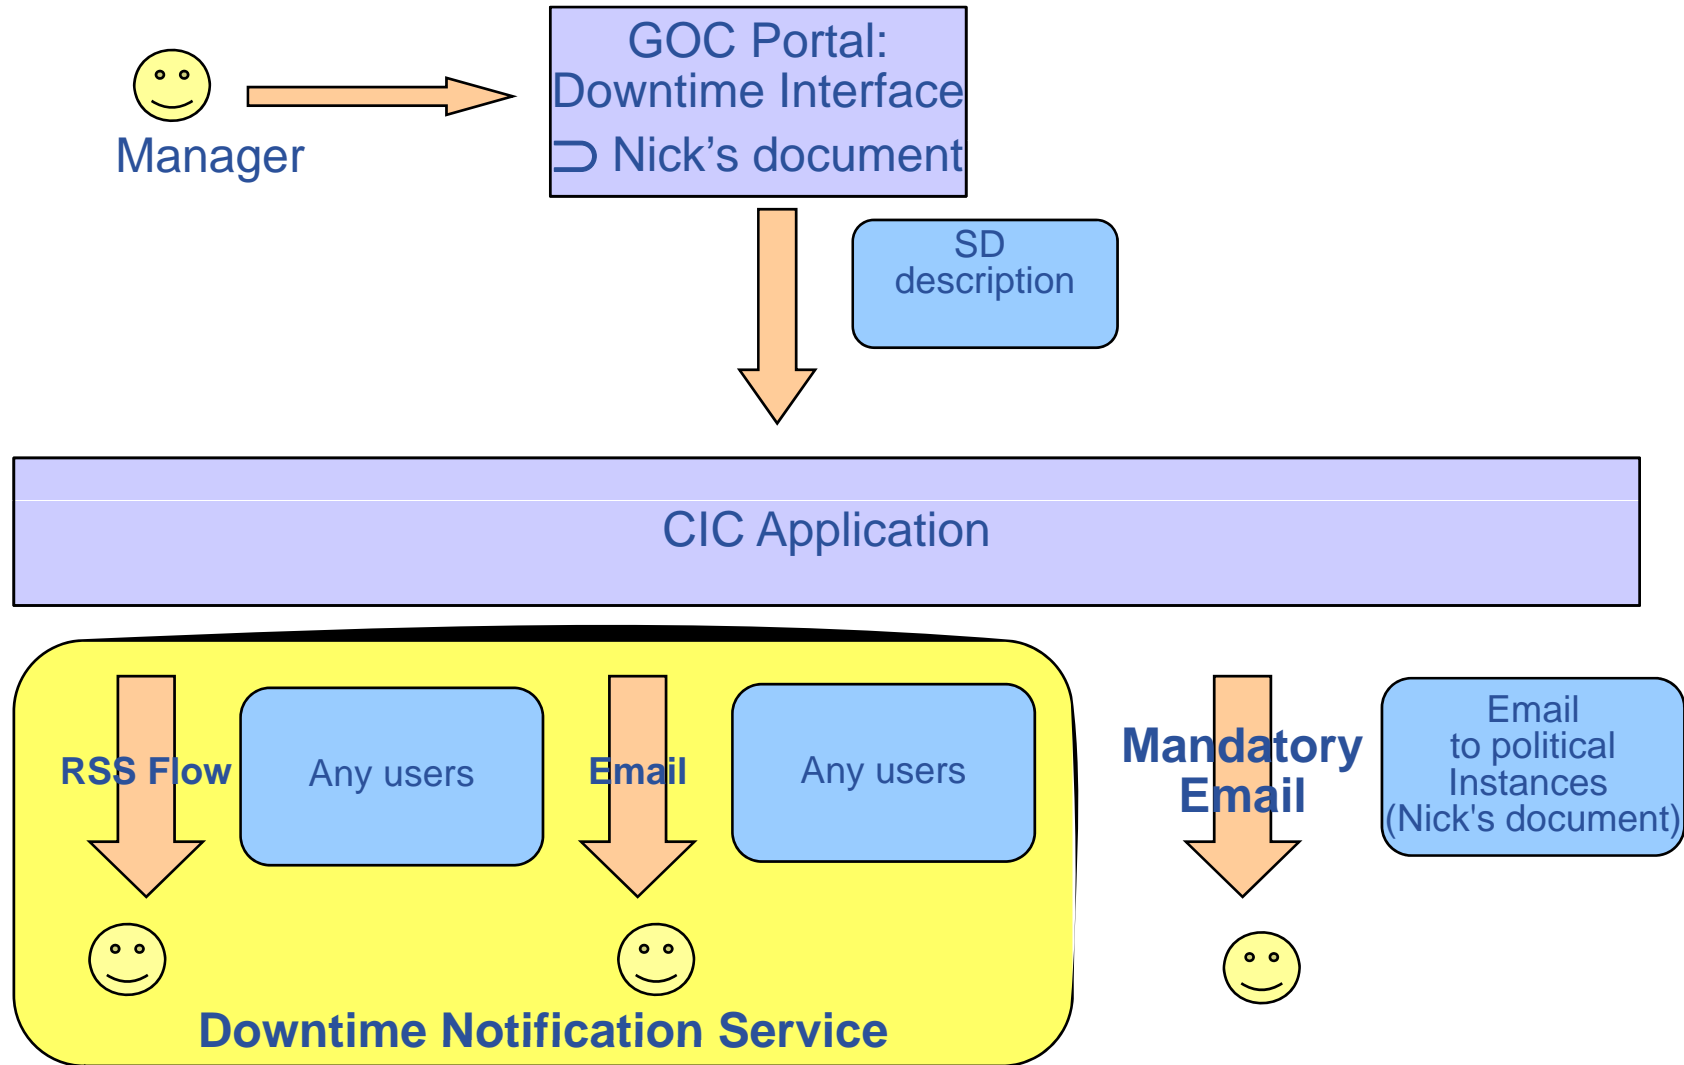 GOC Portal:
Downtime Interface
⊃ Nick's document
Manager
SD
description
CIC Application
RSS Flow
Any users
Email
Any users
Mandatory
Email
Email
to political
Instances
(Nick's document)
Downtime Notification Service